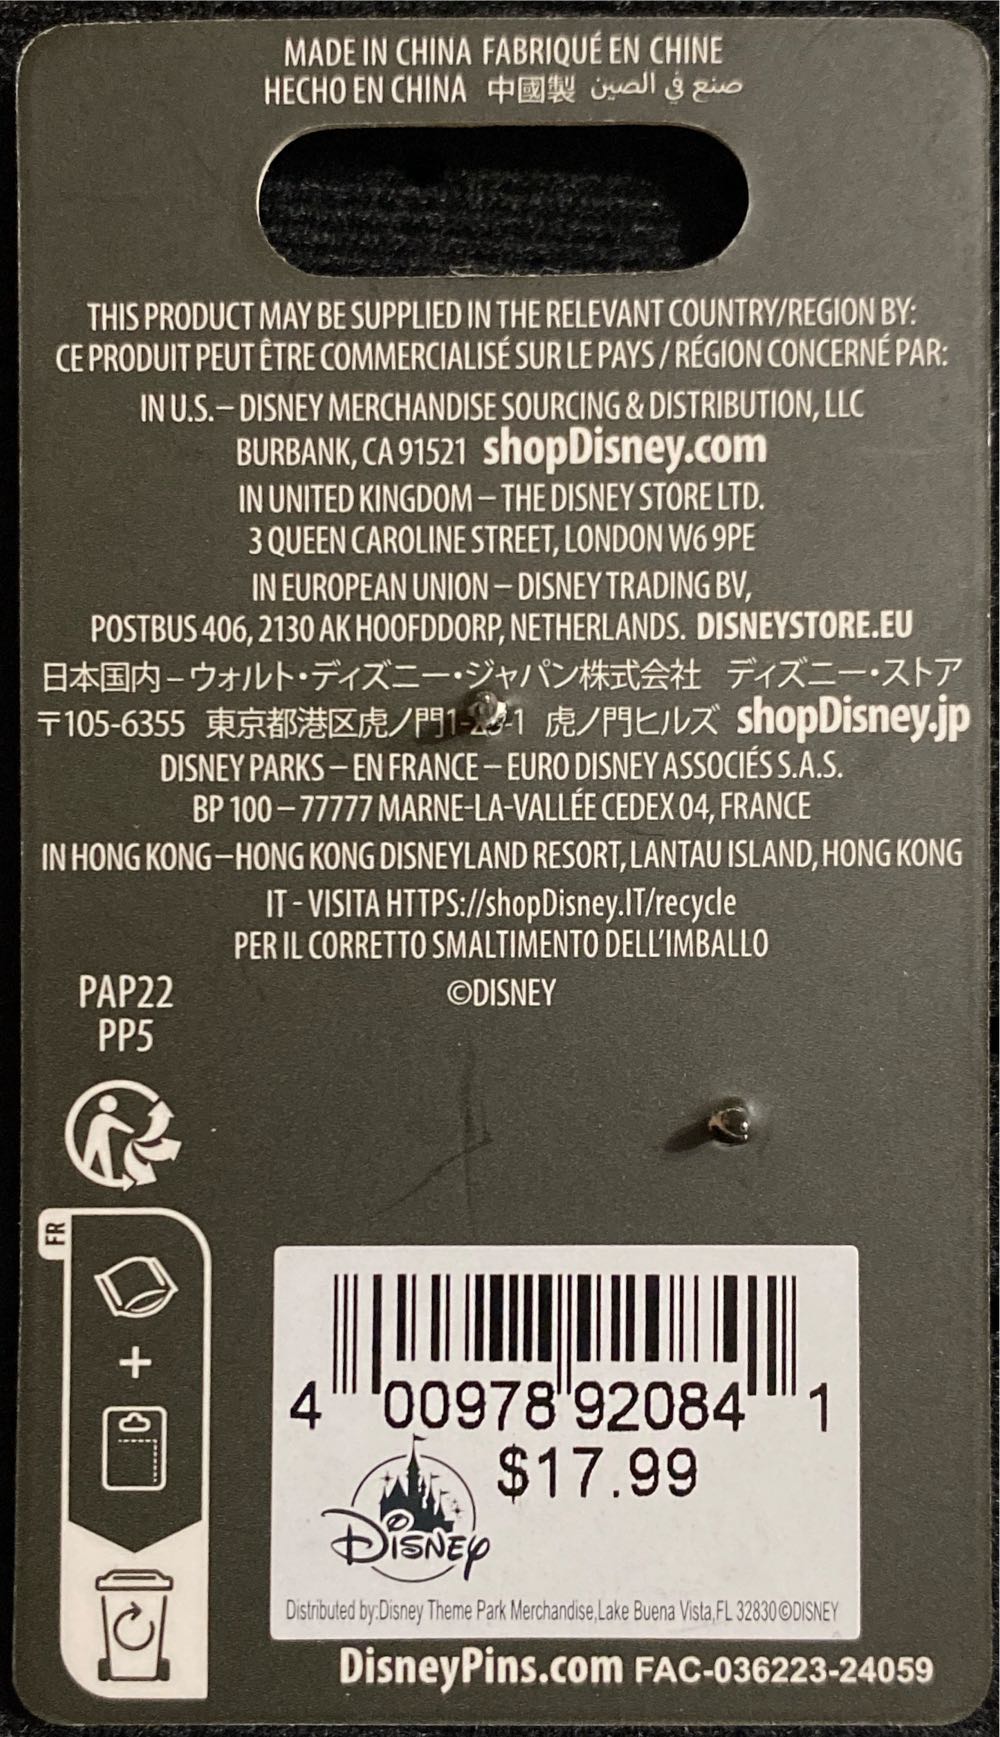 MADE IN CHINA FABRIQUÉ EN CHINE
HECHO EN CHINA 中國製 صنع في الصين
THIS PRODUCT MAY BE SUPPLIED IN THE RELEVANT COUNTRY/REGION BY:
CE PRODUIT PEUT ÊTRE COMMERCIALISÉ SUR LE PAYS / RÉGION CONCERNÉ PAR:
IN U.S.– DISNEY MERCHANDISE SOURCING & DISTRIBUTION, LLC
BURBANK, CA 91521 shopDisney.com
IN UNITED KINGDOM – THE DISNEY STORE LTD.
3 QUEEN CAROLINE STREET, LONDON W6 9PE
IN EUROPEAN UNION – DISNEY TRADING BV,
POSTBUS 406, 2130 AK HOOFDDORP, NETHERLANDS. DISNEYSTORE.EU
日本国内 – ウォルト・ディズニー・ジャパン株式会社 ディズニー・ストア
〒105-6355 東京都港区虎ノ門 虎ノ門ヒルズ shopDisney.jp
DISNEY PARKS – EN FRANCE – EURO DISNEY ASSOCIÉS S.A.S.
BP 100 – 77777 MARNE-LA-VALLÉE CEDEX 04, FRANCE
IN HONG KONG – HONG KONG DISNEYLAND RESORT, LANTAU ISLAND, HONG KONG
IT - VISITA HTTPS://shopDisney.IT/recycle
PER IL CORRETTO SMALTIMENTO DELL'IMBALLO
©DISNEY
PAP22
PP5
FR
+
4 00978 92084 1
$17.99
DISNEY
Distributed by:Disney Theme Park Merchandise,Lake Buena Vista,FL 32830©DISNEY
DisneyPins.com FAC-036223-24059